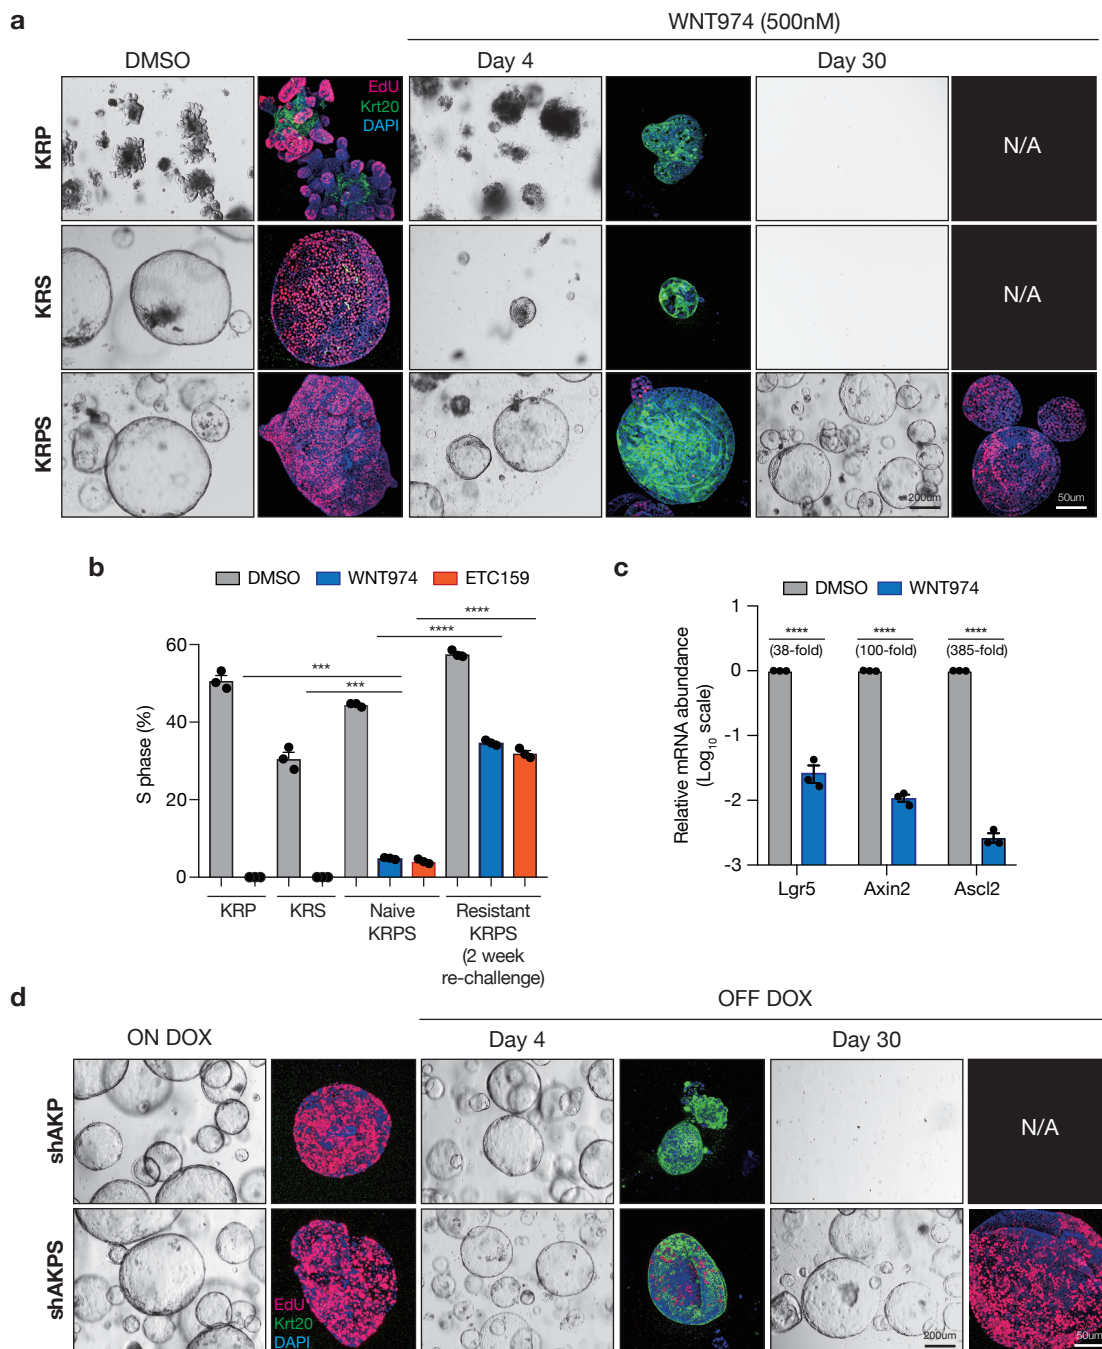 a
WNT974 (500nM)
DMSO
Day 4
Day 30
KRP
EdU
Krt20
DAPI
N/A
KRS
N/A
KRPS
200um
50um
b
DMSO
WNT974
ETC159
S phase (%)
60
40
20
0
****
****
***
***
KRP
KRS
Naive
KRPS
Resistant
KRPS
(2 week
re-challenge)
c
DMSO
WNT974
Relative mRNA abundance
(Log10 scale)
1
0
-1
-2
-3
****
(38-fold)
****
(100-fold)
****
(385-fold)
Lgr5
Axin2
Ascl2
d
OFF DOX
ON DOX
Day 4
Day 30
shAKP
N/A
shAKPS
EdU
Krt20
DAPI
200um
50um